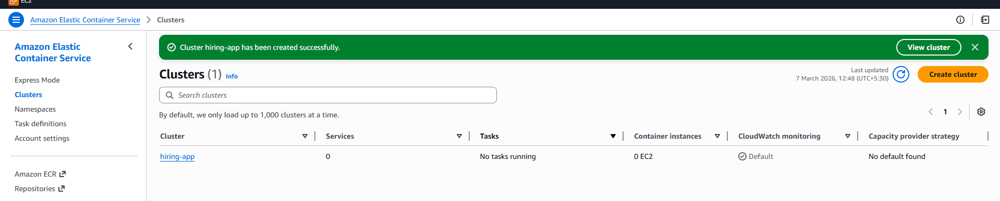 EC2
Amazon Elastic Container Service > Clusters
Amazon Elastic
Container Service
Express Mode
Clusters
Namespaces
Task definitions
Account settings
Amazon ECR
Repositories
Cluster hiring-app has been created successfully.
View cluster
Clusters (1) Info
Last updated
7 March 2026, 12:48 (UTC+5:30)
Create cluster
Search clusters
By default, we only load up to 1,000 clusters at a time.
1
Cluster Services Tasks Container instances CloudWatch monitoring Capacity provider strategy
hiring-app 0 No tasks running 0 EC2 Default No default found